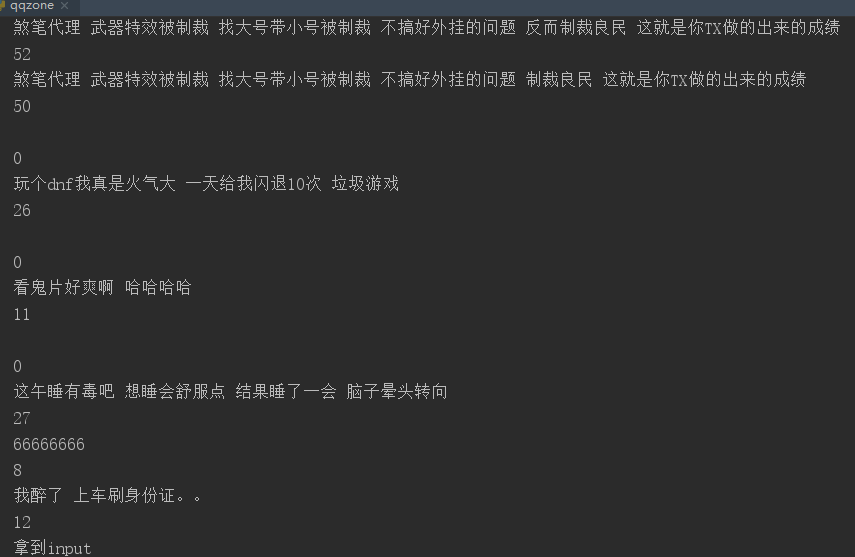 qqzone
煞笔代理 武器特效被制裁 找大号带小号被制裁 不搞好外挂的问题 反而制裁良民 这就是你TX做的出来的成绩
52
煞笔代理 武器特效被制裁 找大号带小号被制裁 不搞好外挂的问题 制裁良民 这就是你TX做的出来的成绩
50
0
玩个dnf我真是火气大 一天给我闪退10次 垃圾游戏
26
0
看鬼片好爽啊 哈哈哈哈
11
0
这午睡有毒吧 想睡会舒服点 结果睡了一会 脑子晕头转向
27
66666666
8
我醉了 上车刷身份证。。
12
拿到input